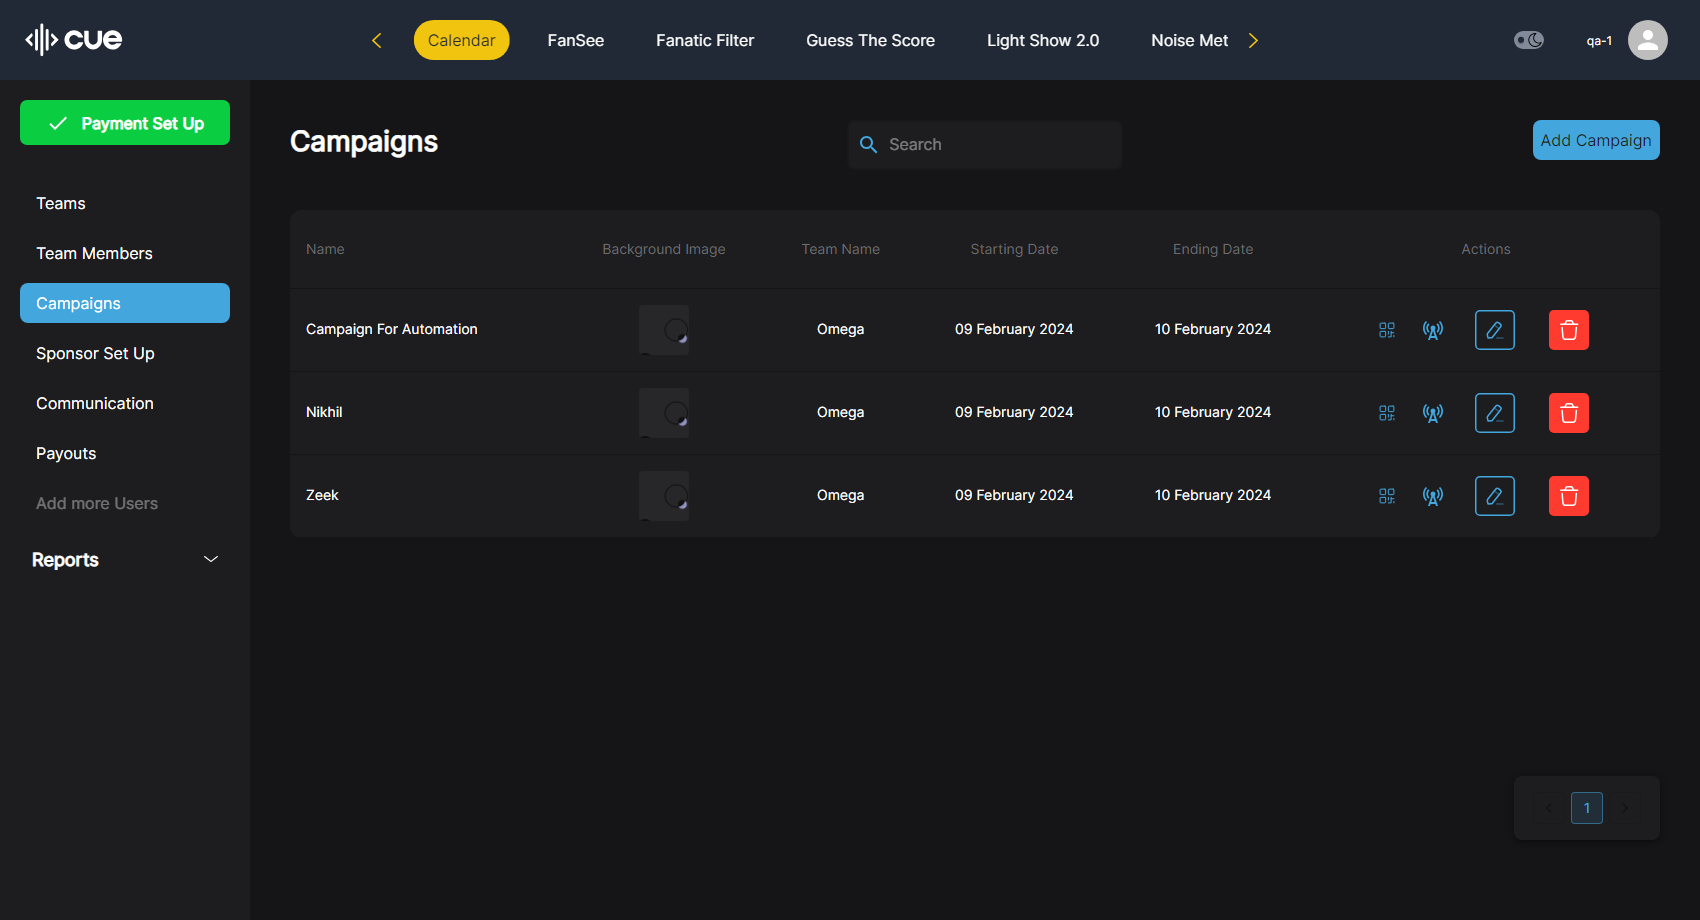 cue
Calendar
FanSee
Fanatic Filter
Guess The Score
Light Show 2.0
Noise Met
qa-1
Payment Set Up
Teams
Team Members
Campaigns
Sponsor Set Up
Communication
Payouts
Add more Users
Reports
Campaigns
Search
Add Campaign
Name Background Image Team Name Starting Date Ending Date Actions
Campaign For Automation Omega 09 February 2024 10 February 2024
Nikhil Omega 09 February 2024 10 February 2024
Zeek Omega 09 February 2024 10 February 2024
1